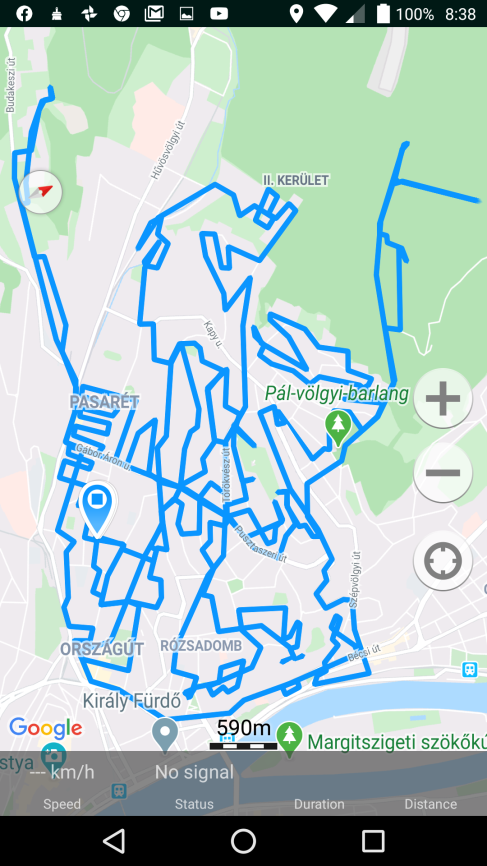 100% 8:38
Budakeszi út
Hűvösvölgyi út
II. KERÜLET
Kapy u.
Pál-völgyi-barlang
PASARÉT
Gábor Áron u.
Törökvész út
Pusztaszeri út
Szépvölgyi út
ORSZÁGÚT
RÓZSADOMB
Bécsi út
Király Fürdő
Google
590m
Margitszigeti szökőkú
stya
--- km/h No signal
Speed Status Duration Distance